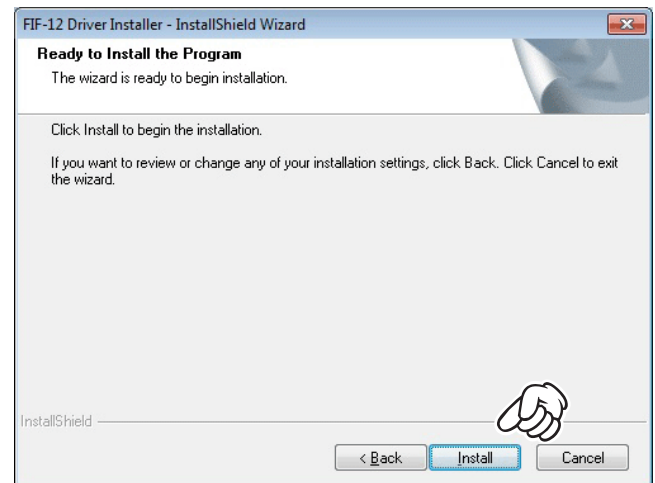 FIF-12 Driver Installer - InstallShield Wizard
Ready to Install the Program
The wizard is ready to begin installation.
Click Install to begin the installation.
If you want to review or change any of your installation settings, click Back. Click Cancel to exit
the wizard.
InstallShield
< Back Install Cancel